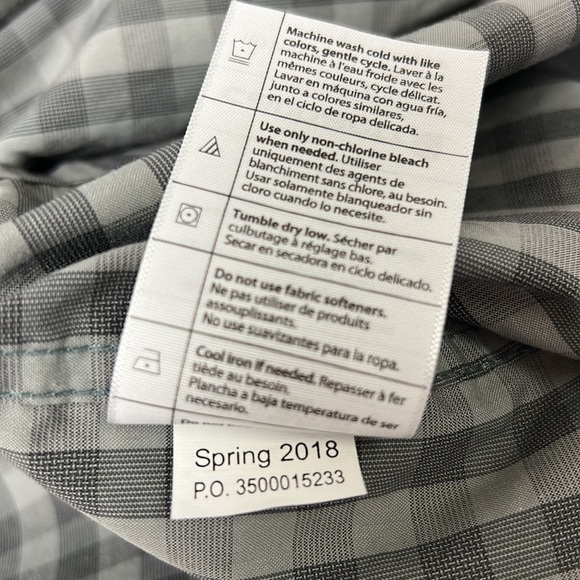 Machine wash cold with like
colors, gentle cycle. Laver à la
machine à l'eau froide avec les
mêmes couleurs, cycle délicat.
Lavar en máquina con agua fría,
junto a colores similares,
en el ciclo de ropa delicada.
Use only non-chlorine bleach
when needed. Utiliser
uniquement des agents de
blanchiment sans chlore, au besoin.
Usar solamente blanqueador sin
cloro cuando lo necesite.
Tumble dry low. Sécher par
culbutage à réglage bas.
Secar en secadora en ciclo delicado.
Do not use fabric softeners.
Ne pas utiliser de produits
assouplissants.
No use suavizantes para la ropa.
Cool iron if needed. Repasser à fer
tiède au besoin.
Plancha a baja temperatura de ser
necesario.
Spring 2018
P.O. 3500015233